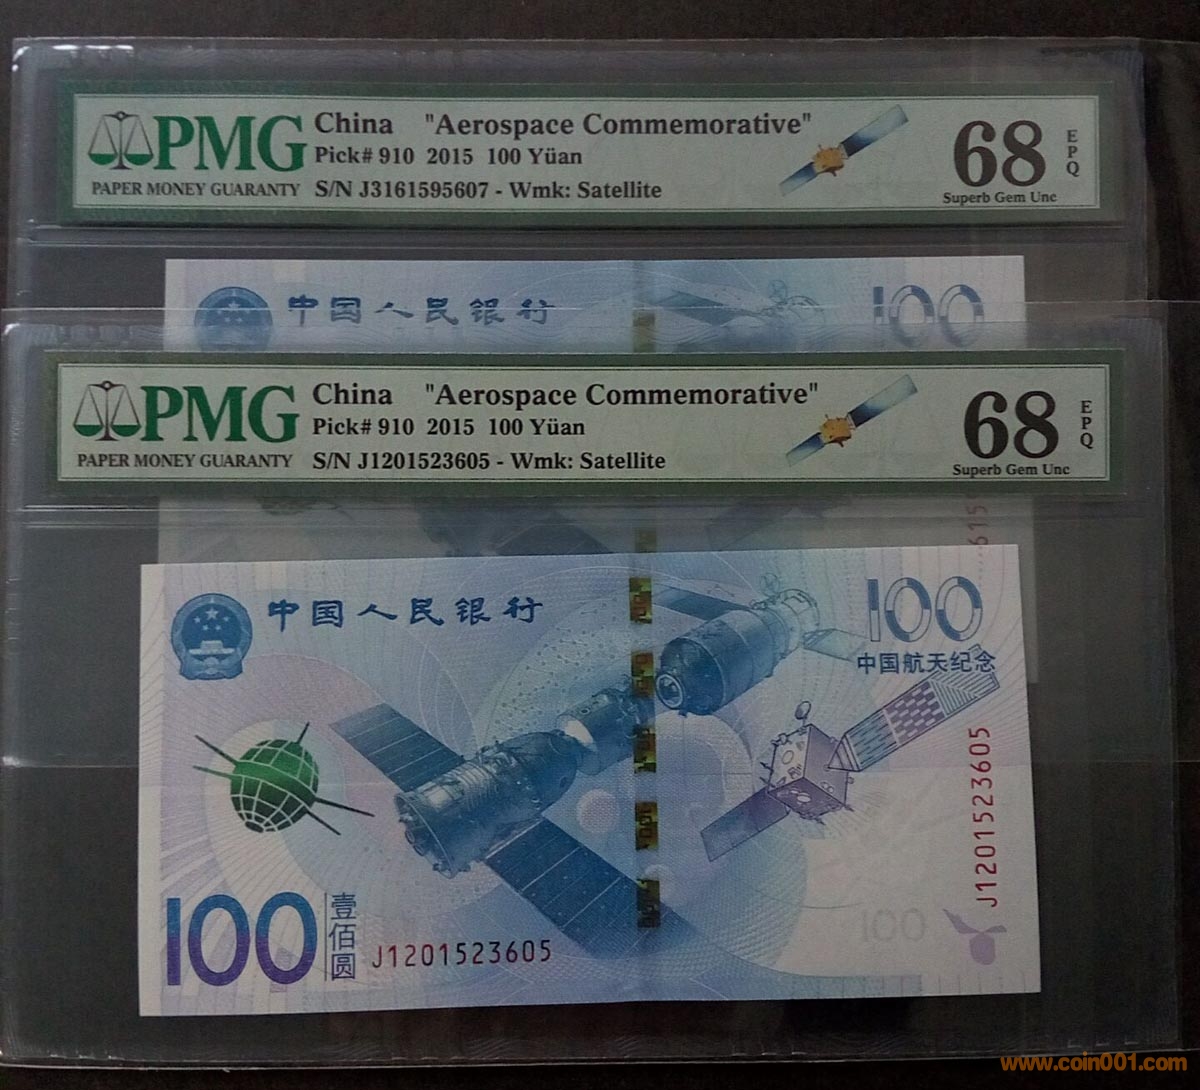 PMG
PAPER MONEY GUARANTY
China "Aerospace Commemorative"
Pick# 910 2015 100 Yüan
S/N J3161595607 - Wmk: Satellite
68
EPQ
Superb Gem Unc
中国人民银行
100
PMG
PAPER MONEY GUARANTY
China "Aerospace Commemorative"
Pick# 910 2015 100 Yüan
S/N J1201523605 - Wmk: Satellite
68
EPQ
Superb Gem Unc
615
中国人民银行
100
中国航天纪念
J1201523605
100
壹佰圆
J1201523605
100
www.coin001.com